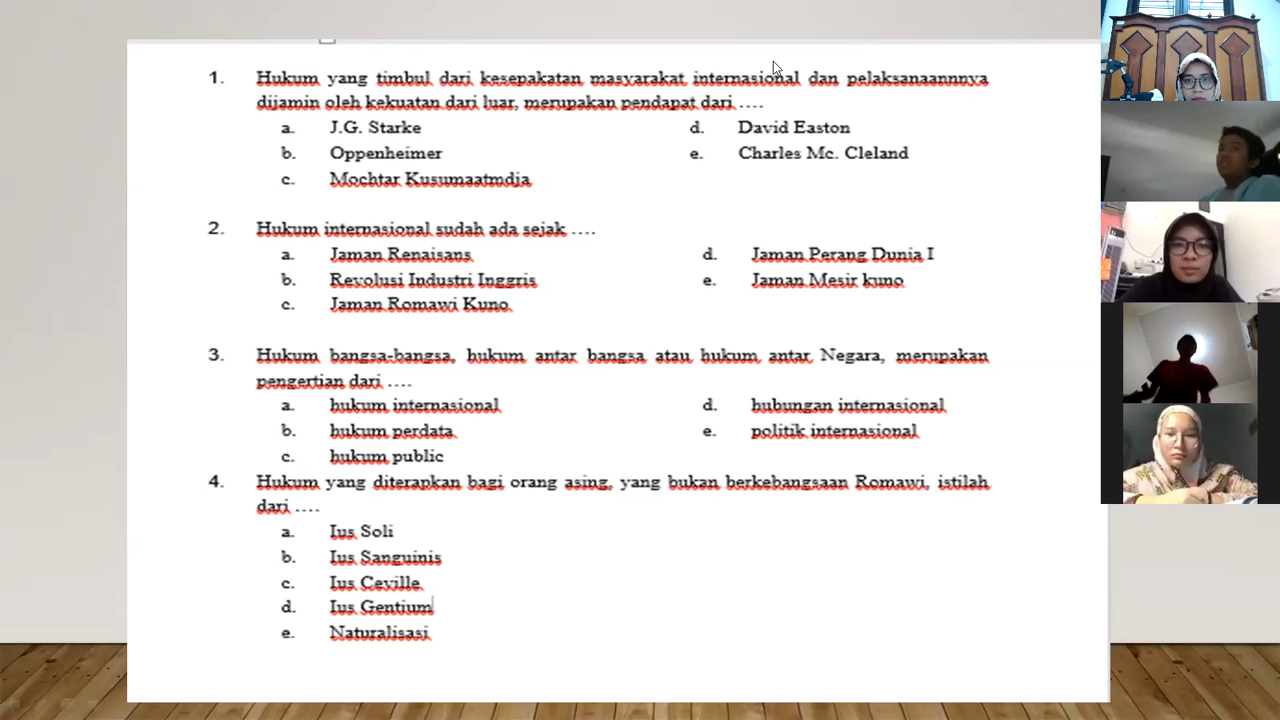 1. Hukum yang timbul dari kesepakatan masyarakat internasional dan pelaksanaannnya
dijamin oleh kekuatan dari luar, merupakan pendapat dari ....
a. J.G. Starke d. David Easton
b. Oppenheimer e. Charles Mc. Cleland
c. Mochtar Kusumaatmdja
2. Hukum internasional sudah ada sejak ....
a. Jaman Renaisans d. Jaman Perang Dunia I
b. Revolusi Industri Inggris e. Jaman Mesir kuno
c. Jaman Romawi Kuno
3. Hukum bangsa-bangsa, hukum antar bangsa atau hukum antar Negara, merupakan
pengertian dari ....
a. hukum internasional d. hubungan internasional
b. hukum perdata e. politik internasional
c. hukum public
4. Hukum yang diterapkan bagi orang asing, yang bukan berkebangsaan Romawi, istilah
dari ....
a. Ius Soli
b. Ius Sanguinis
c. Ius Ceville
d. Ius Gentium
e. Naturalisasi